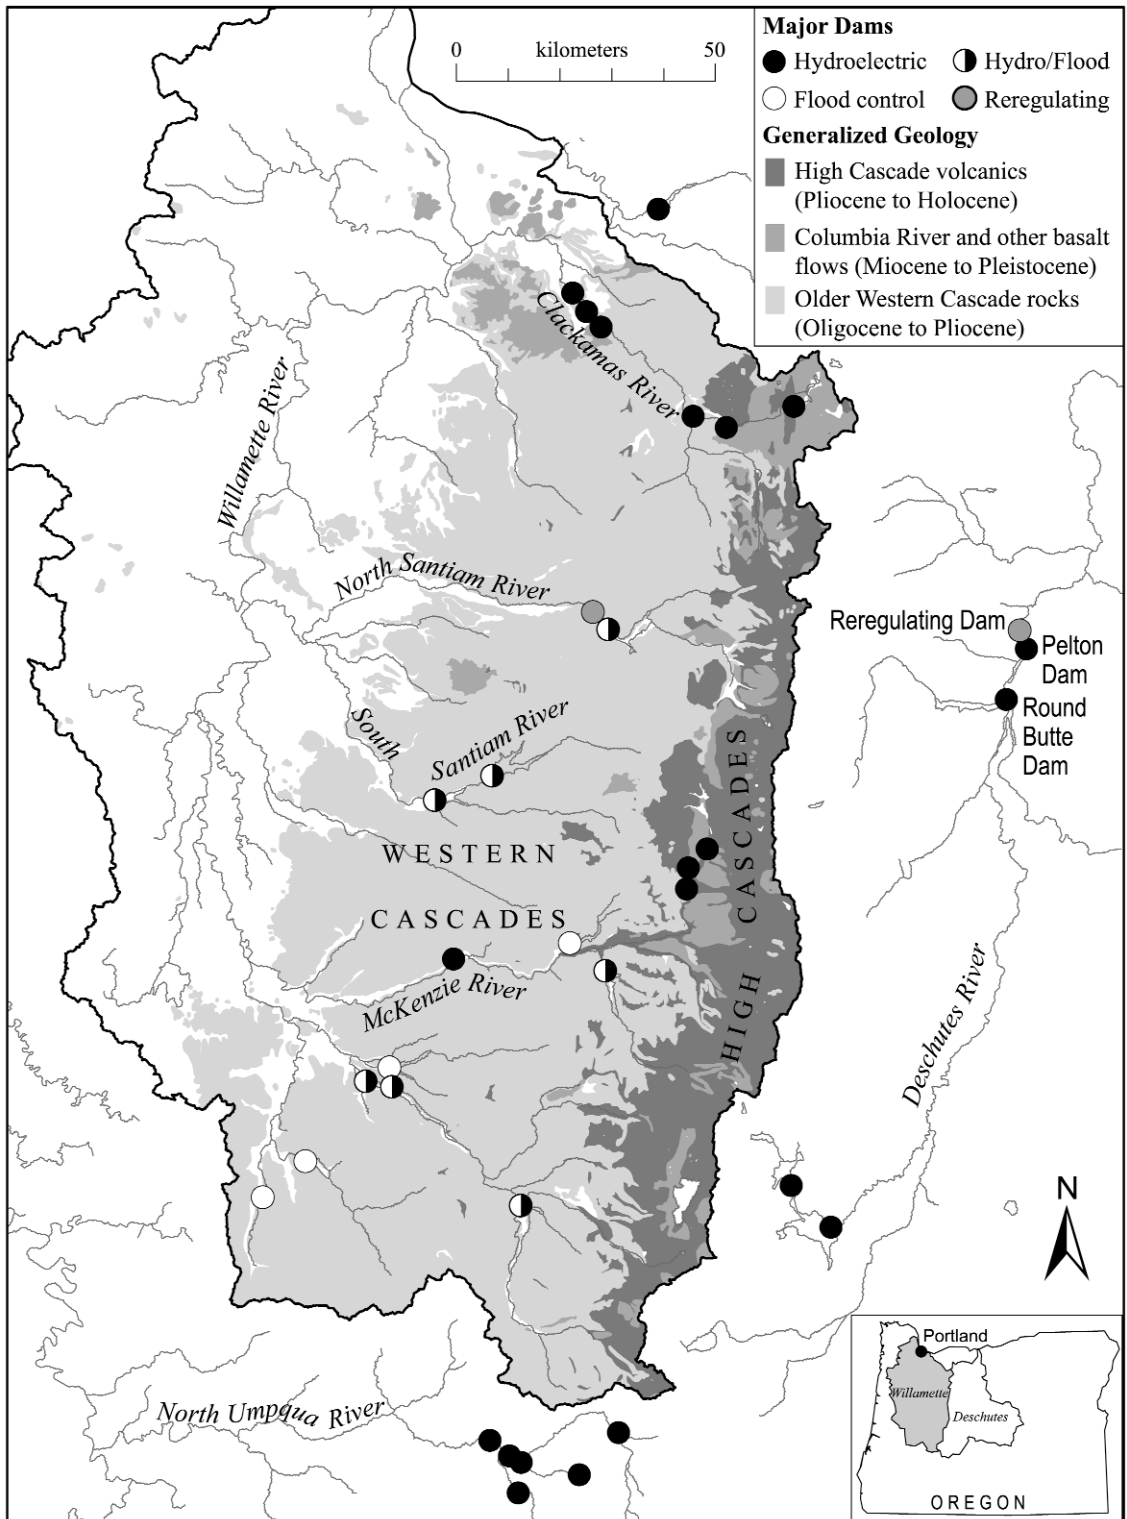 0 kilometers 50
Major Dams
Hydroelectric
Hydro/Flood
Flood control
Reregulating
Generalized Geology
High Cascade volcanics
(Pliocene to Holocene)
Columbia River and other basalt
flows (Miocene to Pleistocene)
Older Western Cascade rocks
(Oligocene to Pliocene)
Clackamas River
Willamette River
North Santiam River
Reregulating Dam
Pelton
Dam
Round
Butte
Dam
South
Santiam River
WESTERN
CASCADES
HIGH CASCADES
McKenzie River
Deschutes River
N
North Umpqua River
Portland
Willamette
Deschutes
OREGON